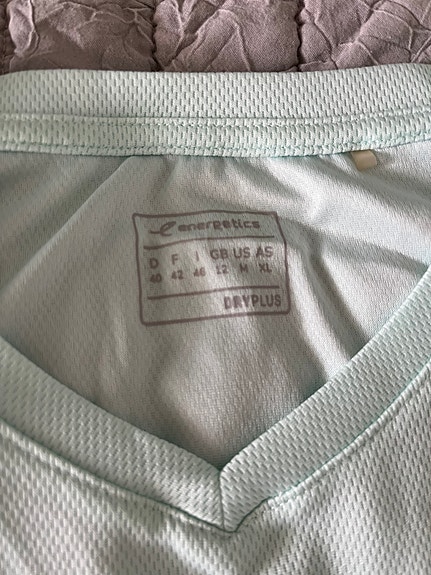 energetics
D F I GB US AS
40 42 46 12 M XL
DRYPLUS